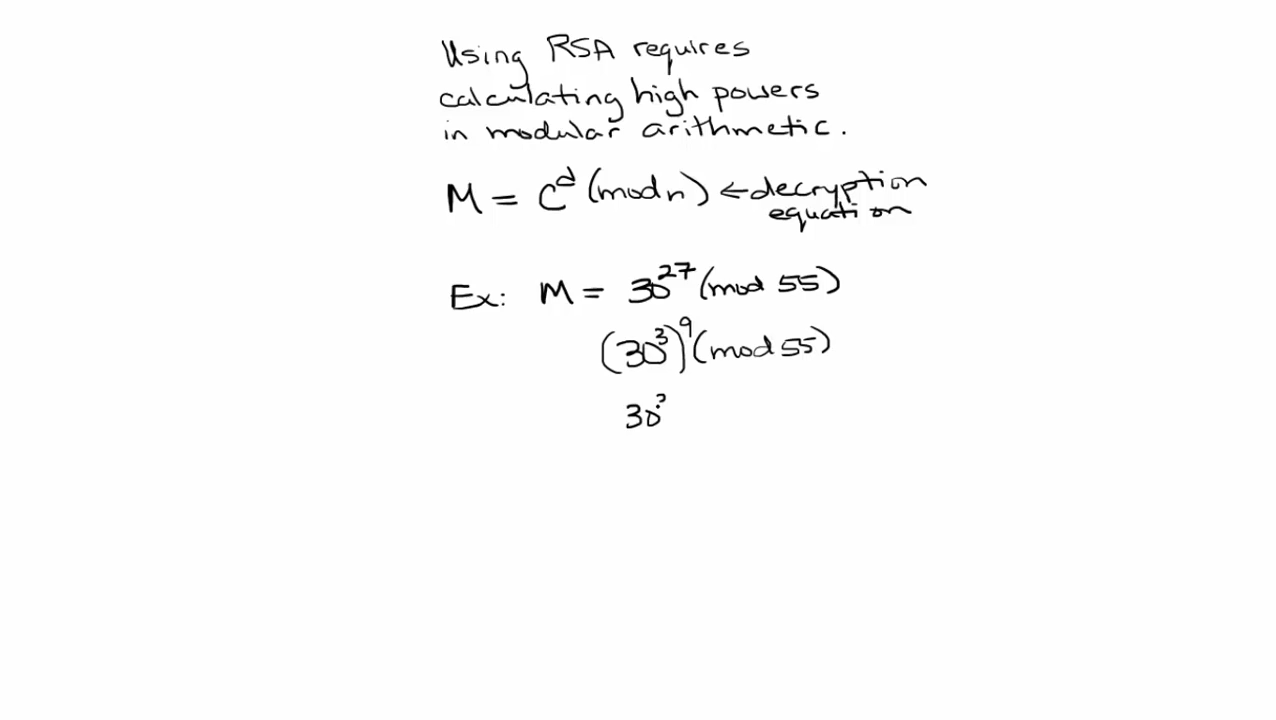 Using RSA requires
calculating high powers
in modular arithmetic.
M = C^d (mod n) ← decryption
equation
Ex: M = 30^27 (mod 55)
(30^3)^9 (mod 55)
30^3